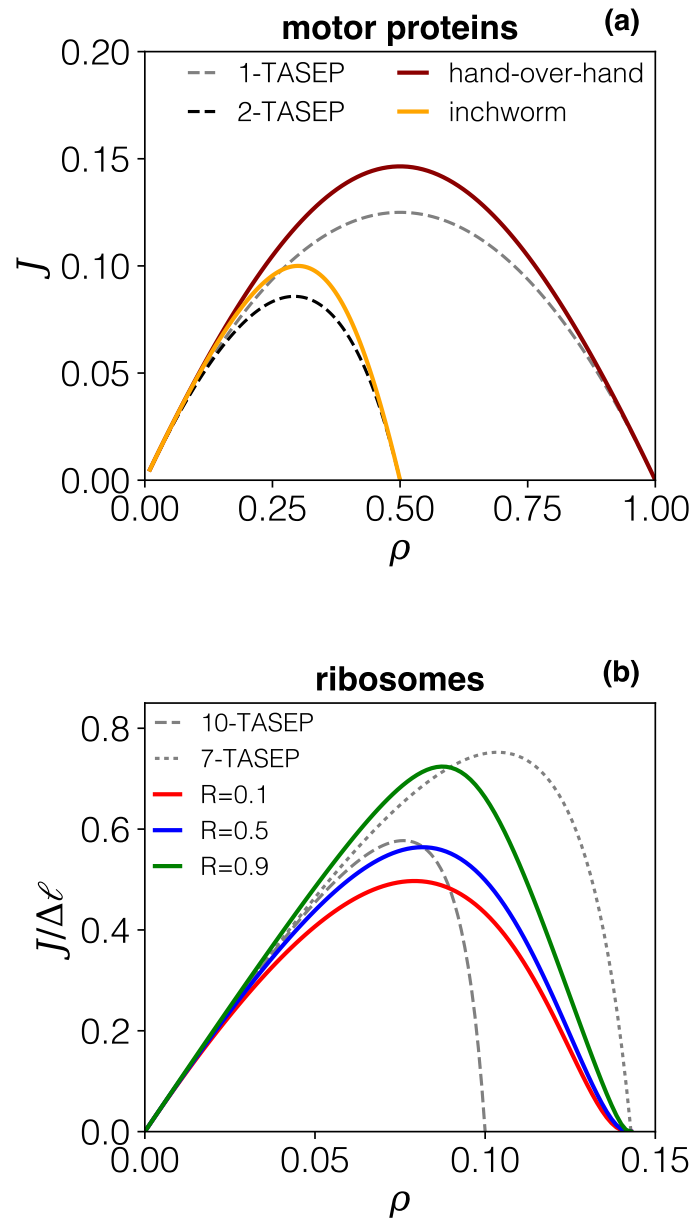 motor proteins (a)
0.20
1-TASEP hand-over-hand
2-TASEP inchworm
0.15
J
0.10
0.05
0.00
0.00 0.25 0.50 0.75 1.00
ρ
ribosomes (b)
10-TASEP
0.8
7-TASEP
R=0.1
R=0.5
0.6
R=0.9
J/Δℓ
0.4
0.2
0.0
0.00 0.05 0.10 0.15
ρ